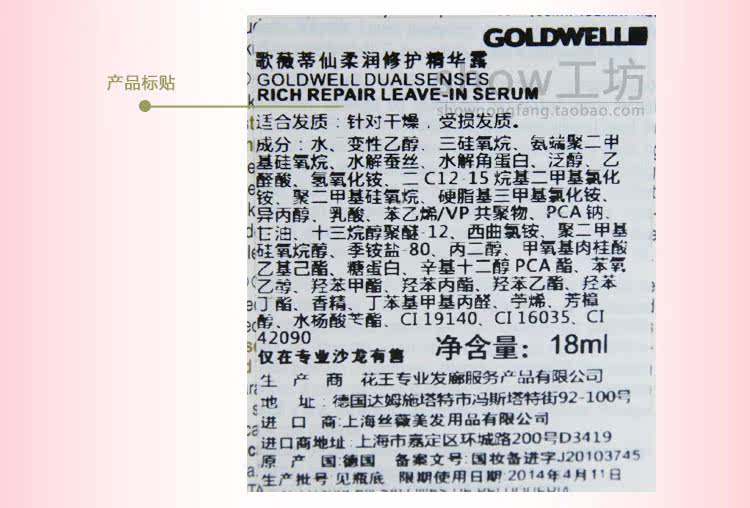 GOLDWELL
歌薇蒂仙柔润修护精华露
GOLDWELL DUALSENSES
RICH REPAIR LEAVE-IN SERUM
show工坊
showgongfang.taobao.com
产品标贴
适合发质：针对干燥，受损发质。
成分：水、变性乙醇、三硅氧烷、氨端聚二甲
基硅氧烷、水解蚕丝、水解角蛋白、泛醇、乙
醛酸、氢氧化铵、二C12-15烷基二甲基氯化
铵、聚二甲基硅氧烷、硬脂基三甲基氯化铵、
异丙醇、乳酸、苯乙烯/VP共聚物、PCA钠、
甘油、十三烷醇聚醚-12、西曲氯铵、聚二甲基
硅氧烷醇、季铵盐-80、丙二醇、甲氧基肉桂酸
乙基己酯、糖蛋白、辛基十二醇PCA酯、苯氧
乙醇、羟苯甲酯、羟苯丙酯、羟苯乙酯、羟苯
丁酯、香精、丁苯基甲基丙醛、苧烯、芳樟
醇、水杨酸苄酯、CI 19140、CI 16035、CI
42090
仅在专业沙龙有售 净含量：18ml
生产商 花王专业发廊服务产品有限公司
地址：德国达姆施塔特市冯斯塔特街92-100号
进口商:上海丝薇美发用品有限公司
进口商地址:上海市嘉定区环城路200号D3419
原产国:德国 备案文号:国妆备进字J20103745
生产批号:见瓶底 限期使用日期:2014年4月11日